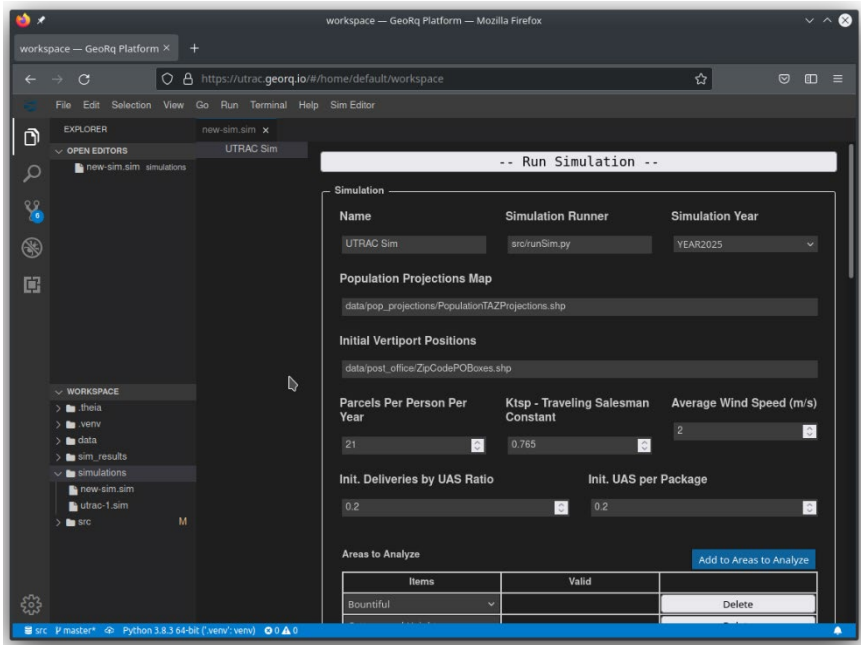 workspace — GeoRq Platform — Mozilla Firefox
workspace — GeoRq Platform × +
https://utrac.georq.io/#/home/default/workspace
File Edit Selection View Go Run Terminal Help Sim Editor
EXPLORER
OPEN EDITORS
new-sim.sim simulations
6
WORKSPACE
.theia
.venv
data
sim_results
simulations
new-sim.sim
utrac-1.sim
src M
new-sim.sim ×
UTRAC Sim
-- Run Simulation --
Simulation
Name Simulation Runner Simulation Year
UTRAC Sim src/runSim.py YEAR2025
Population Projections Map
data/pop_projections/PopulationTAZProjections.shp
Initial Vertiport Positions
data/post_office/ZipCodePOBoxes.shp
Parcels Per Person Per Year Ktsp - Traveling Salesman Constant Average Wind Speed (m/s)
21 0.765 2
Init. Deliveries by UAS Ratio Init. UAS per Package
0.2 0.2
Areas to Analyze Add to Areas to Analyze
Items Valid
Bountiful Delete
src master* Python 3.8.3 64-bit ('.venv': venv) 0 0